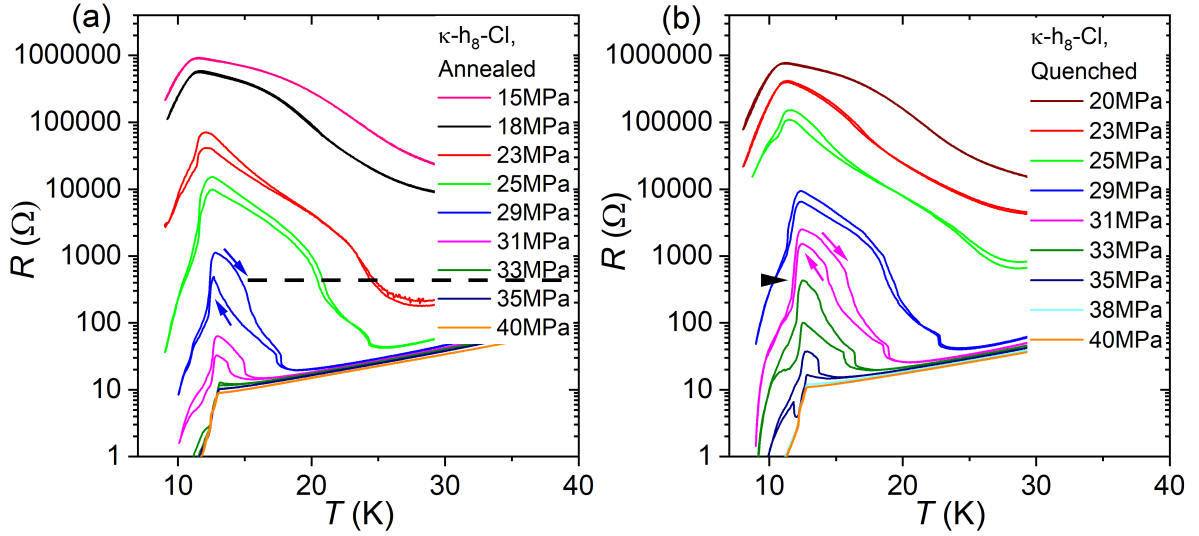 (a)
κ-h8-Cl,
Annealed
15MPa
18MPa
23MPa
25MPa
29MPa
31MPa
33MPa
35MPa
40MPa
1000000
100000
10000
1000
100
10
1
R (Ω)
10
20
30
40
T (K)
(b)
κ-h8-Cl,
Quenched
20MPa
23MPa
25MPa
29MPa
31MPa
33MPa
35MPa
38MPa
40MPa
1000000
100000
10000
1000
100
10
1
R (Ω)
10
20
30
40
T (K)